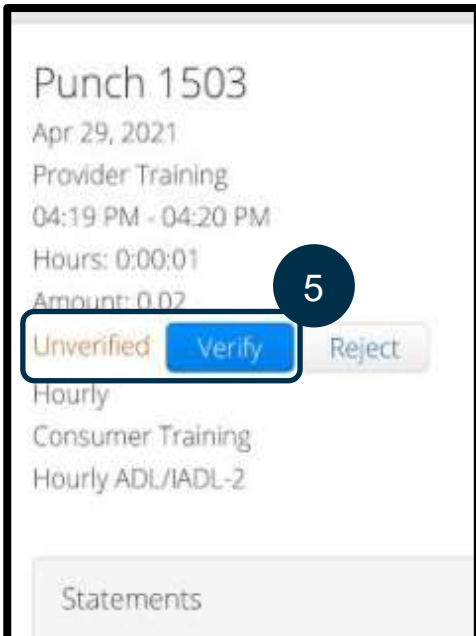 Punch 1503
Apr 29, 2021
Provider Training
04:19 PM - 04:20 PM
Hours: 0:00:01
Amount: 0.02
5
Unverified Verify Reject
Hourly
Consumer Training
Hourly ADL/IADL-2
Statements